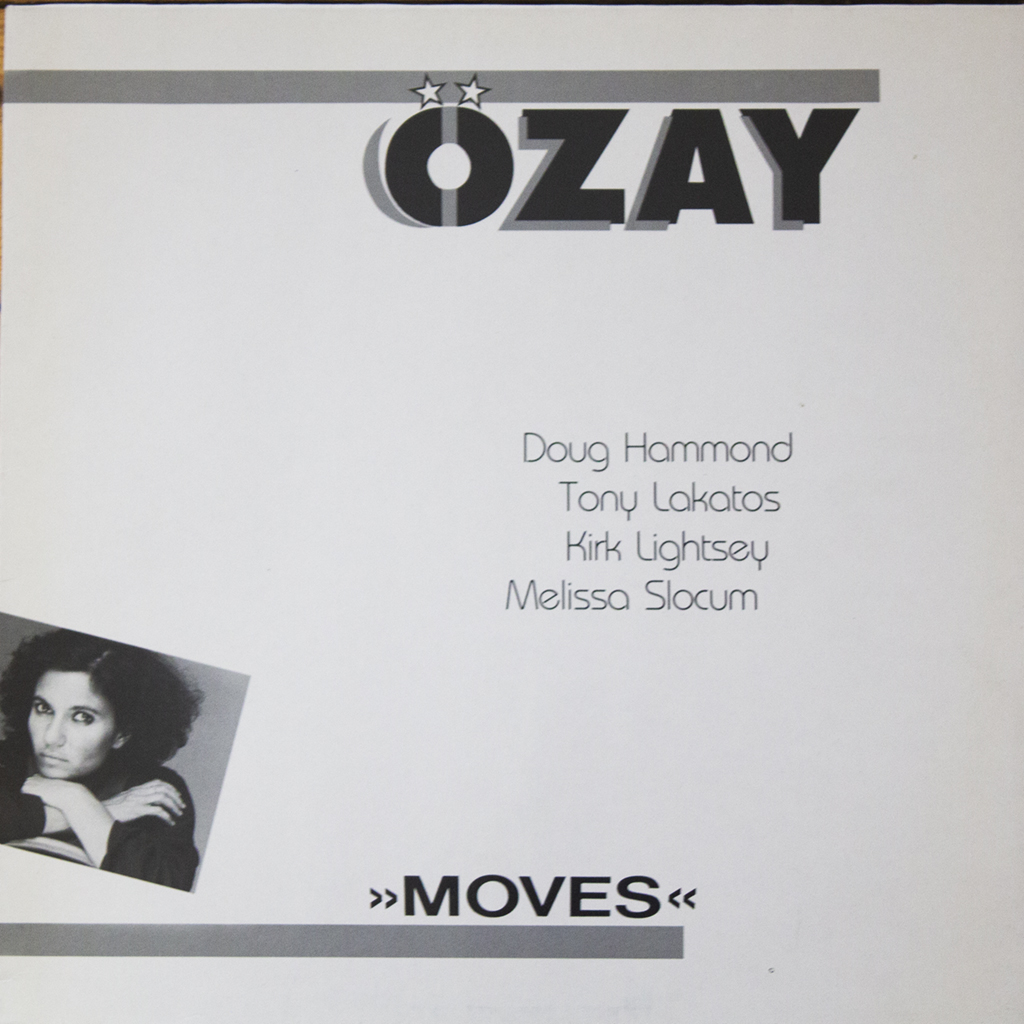 ÖZAY
Doug Hammond
Tony Lakatos
Kirk Lightsey
Melissa Slocum
»MOVES«